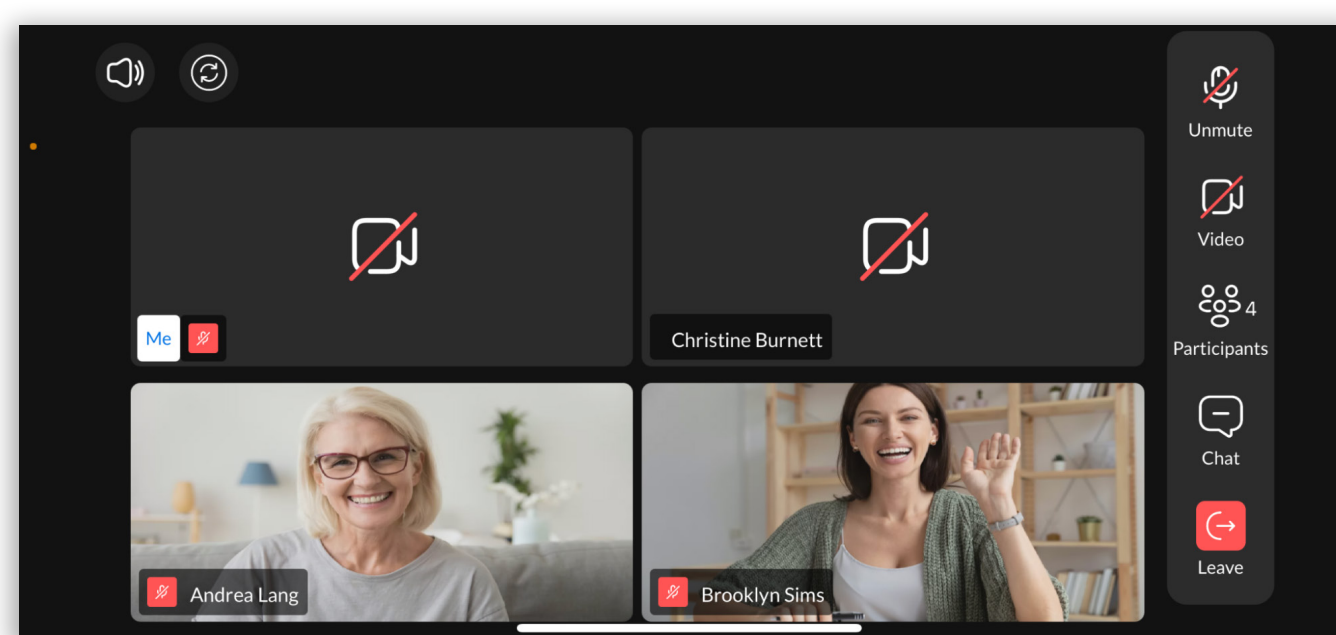 Unmute
Video
4
Participants
Me
Christine Burnett
Chat
Andrea Lang
Brooklyn Sims
Leave